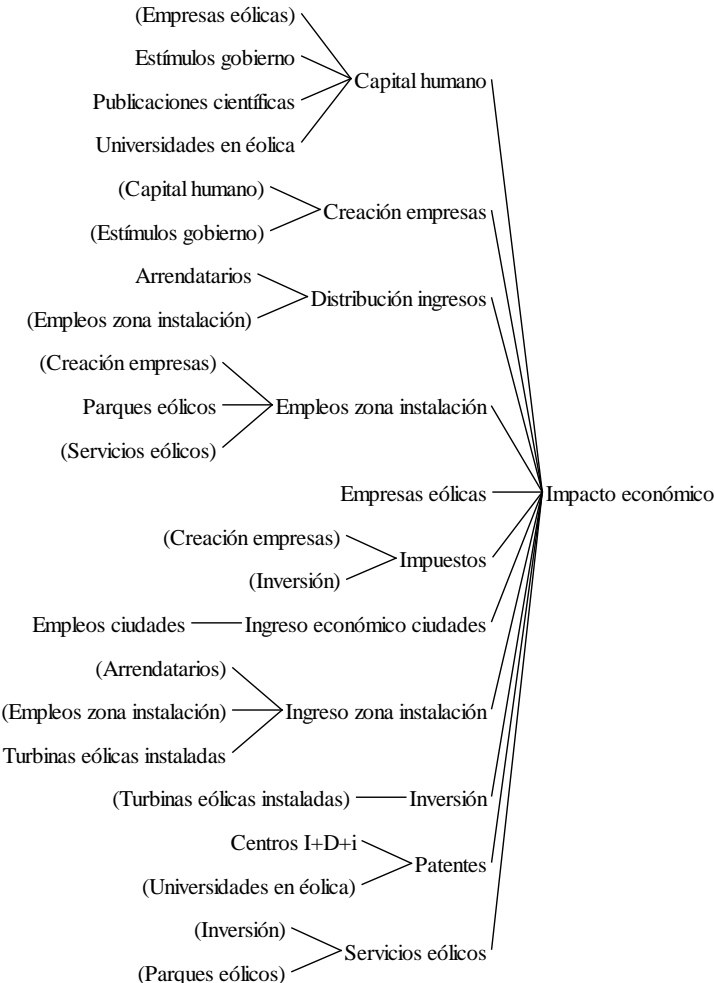 (Empresas eólicas)
Estímulos gobierno
Publicaciones científicas
Universidades en éolica
Capital humano
(Capital humano)
(Estímulos gobierno)
Creación empresas
Arrendatarios
(Empleos zona instalación)
Distribución ingresos
(Creación empresas)
Parques eólicos
(Servicios eólicos)
Empleos zona instalación
Empresas eólicas
Impacto económico
(Creación empresas)
(Inversión)
Impuestos
Empleos ciudades
Ingreso económico ciudades
(Arrendatarios)
(Empleos zona instalación)
Turbinas eólicas instaladas
Ingreso zona instalación
(Turbinas eólicas instaladas)
Inversión
Centros I+D+i
(Universidades en éolica)
Patentes
(Inversión)
(Parques eólicos)
Servicios eólicos